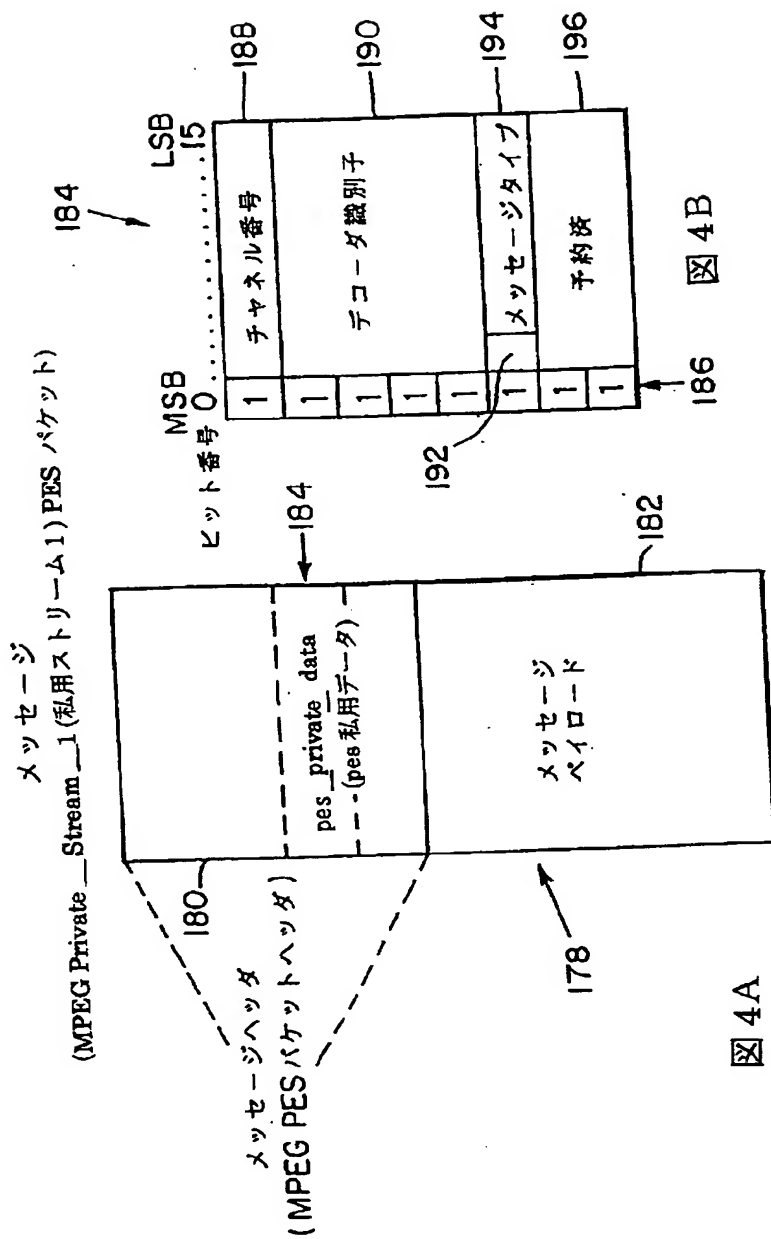 メッセージ
(MPEG Private__Stream__1(私用ストリーム1) PES パケット)
メッセージヘッダ
(MPEG PES パケットヘッダ)
180
pes__private__data
(pes 私用データ)
184
メッセージ
ペイロード
182
178
図 4A
184
MSB
LSB
ビット番号 0.........15
1
チャネル番号
188
1
1
デコーダ識別子
190
1
1
192
1
メッセージタイプ
194
1
予約済
196
1
186
図 4B